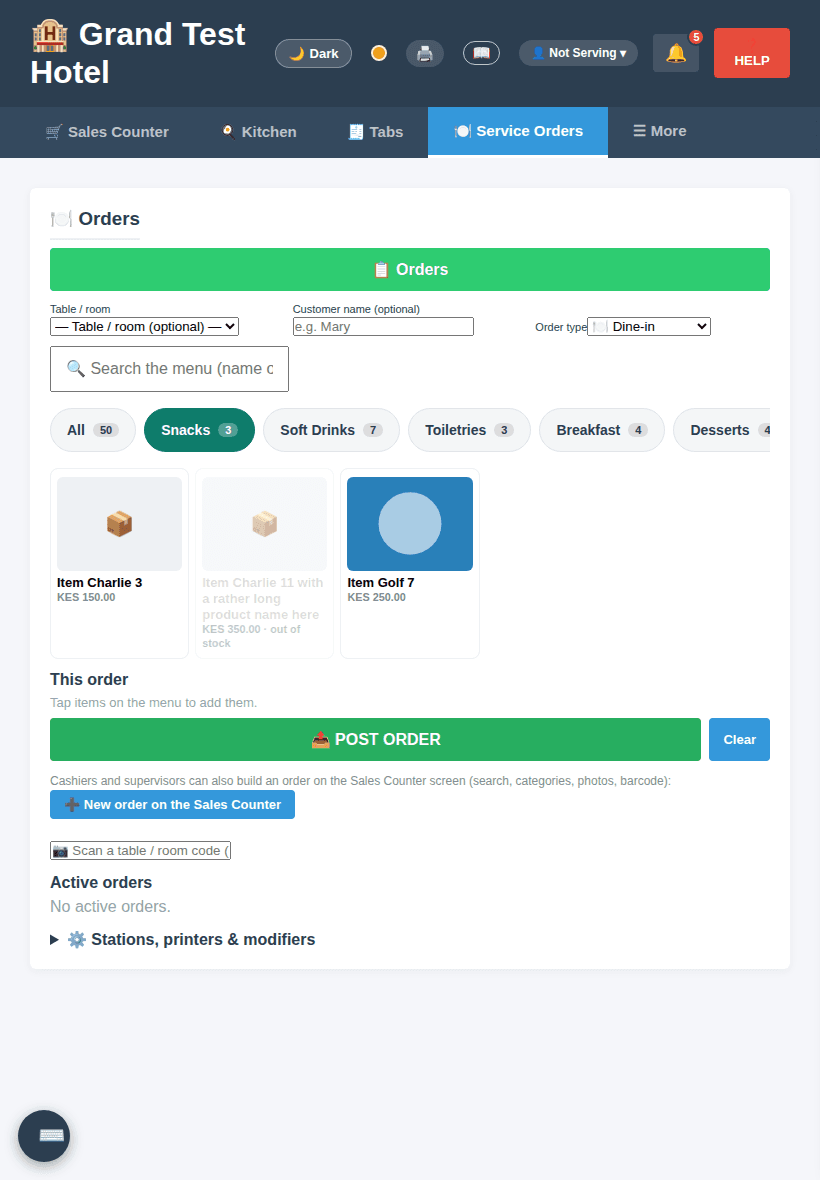 🏨 Grand Test Hotel
🌙 Dark
👤 Not Serving ▾
5
HELP
🛒 Sales Counter
🍳 Kitchen
🧾 Tabs
🍽️ Service Orders
☰ More
🍽️ Orders
📋 Orders
Table / room
— Table / room (optional) —
Customer name (optional)
e.g. Mary
Order type
🍽️ Dine-in
🔍 Search the menu (name o
All 50
Snacks 3
Soft Drinks 7
Toiletries 3
Breakfast 4
Desserts 4
Item Charlie 3
KES 150.00
Item Charlie 11 with
a rather long
product name here
KES 350.00 · out of
stock
Item Golf 7
KES 250.00
This order
Tap items on the menu to add them.
📤 POST ORDER
Clear
Cashiers and supervisors can also build an order on the Sales Counter screen (search, categories, photos, barcode):
➕ New order on the Sales Counter
📷 Scan a table / room code (
Active orders
No active orders.
▶ ⚙️ Stations, printers & modifiers